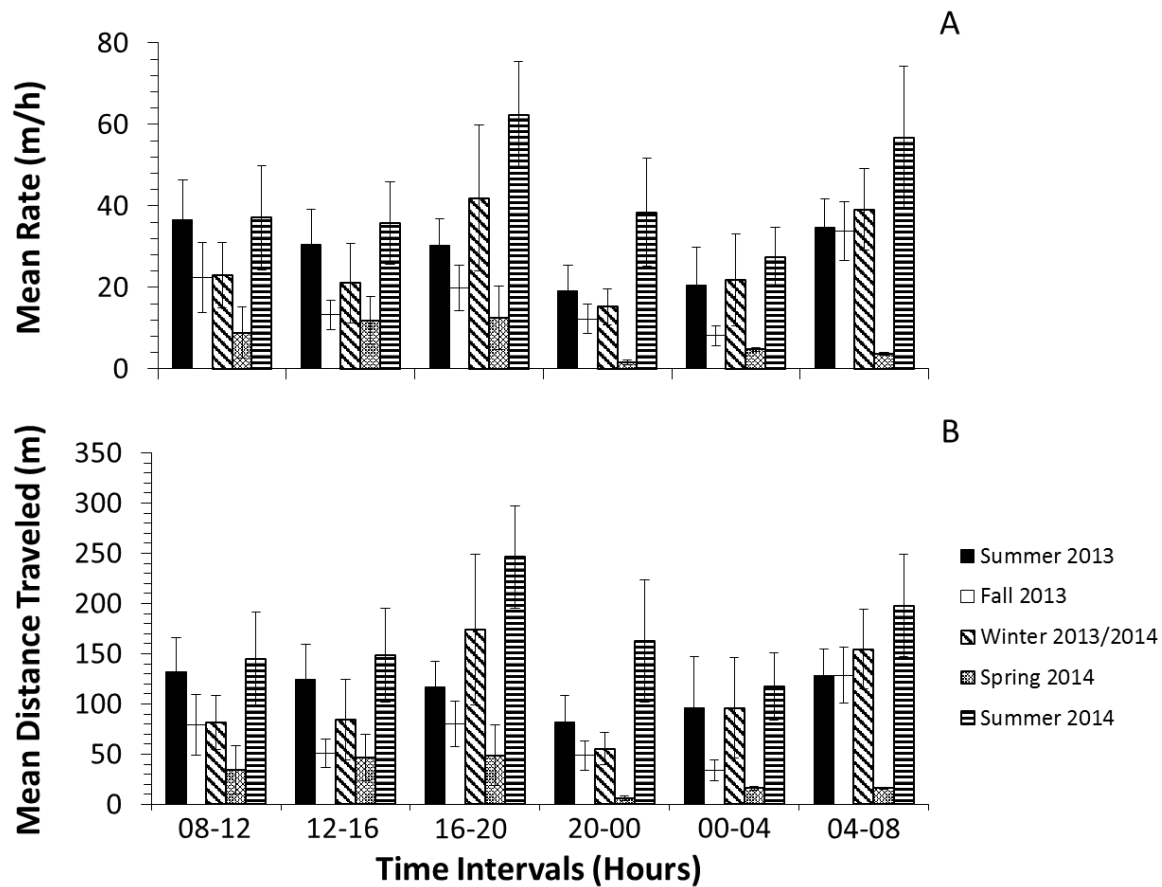 A
Mean Rate (m/h)
80
60
40
20
0
B
Mean Distance Traveled (m)
350
300
250
200
150
100
50
0
Summer 2013
Fall 2013
Winter 2013/2014
Spring 2014
Summer 2014
08-12 12-16 16-20 20-00 00-04 04-08
Time Intervals (Hours)